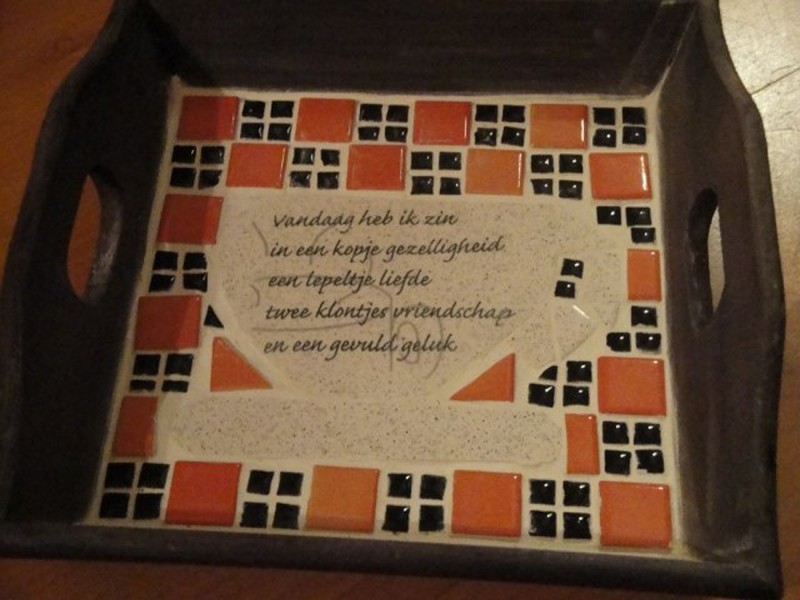 vandaag heb ik zin
in een kopje gezelligheid
een lepeltje liefde
twee klontjes vriendschap
en een gevuld geluk